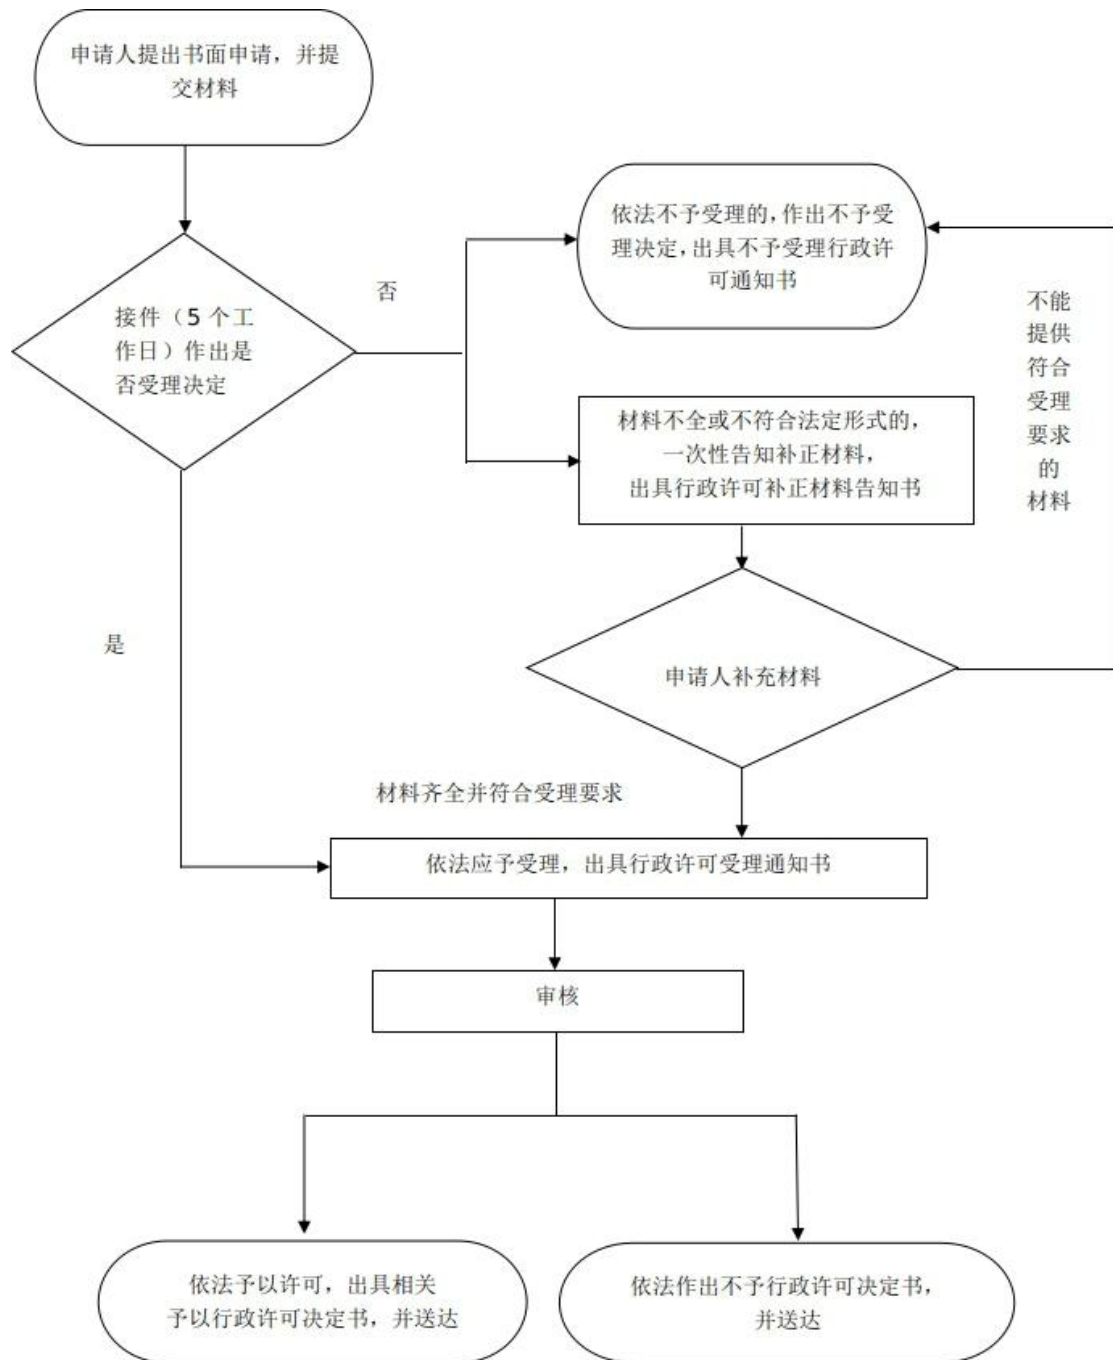 申请人提出书面申请，并提
交材料
依法不予受理的，作出不予受
理决定，出具不予受理行政许
可通知书
否
接件（5 个工
作日）作出是
否受理决定
不能
提供
符合
受理
要求
的
材料
材料不全或不符合法定形式的，
一次性告知补正材料，
出具行政许可补正材料告知书
是
申请人补充材料
材料齐全并符合受理要求
依法应予受理，出具行政许可受理通知书
审核
依法予以许可，出具相关
予以行政许可决定书，并送达
依法作出不予行政许可决定书，
并送达